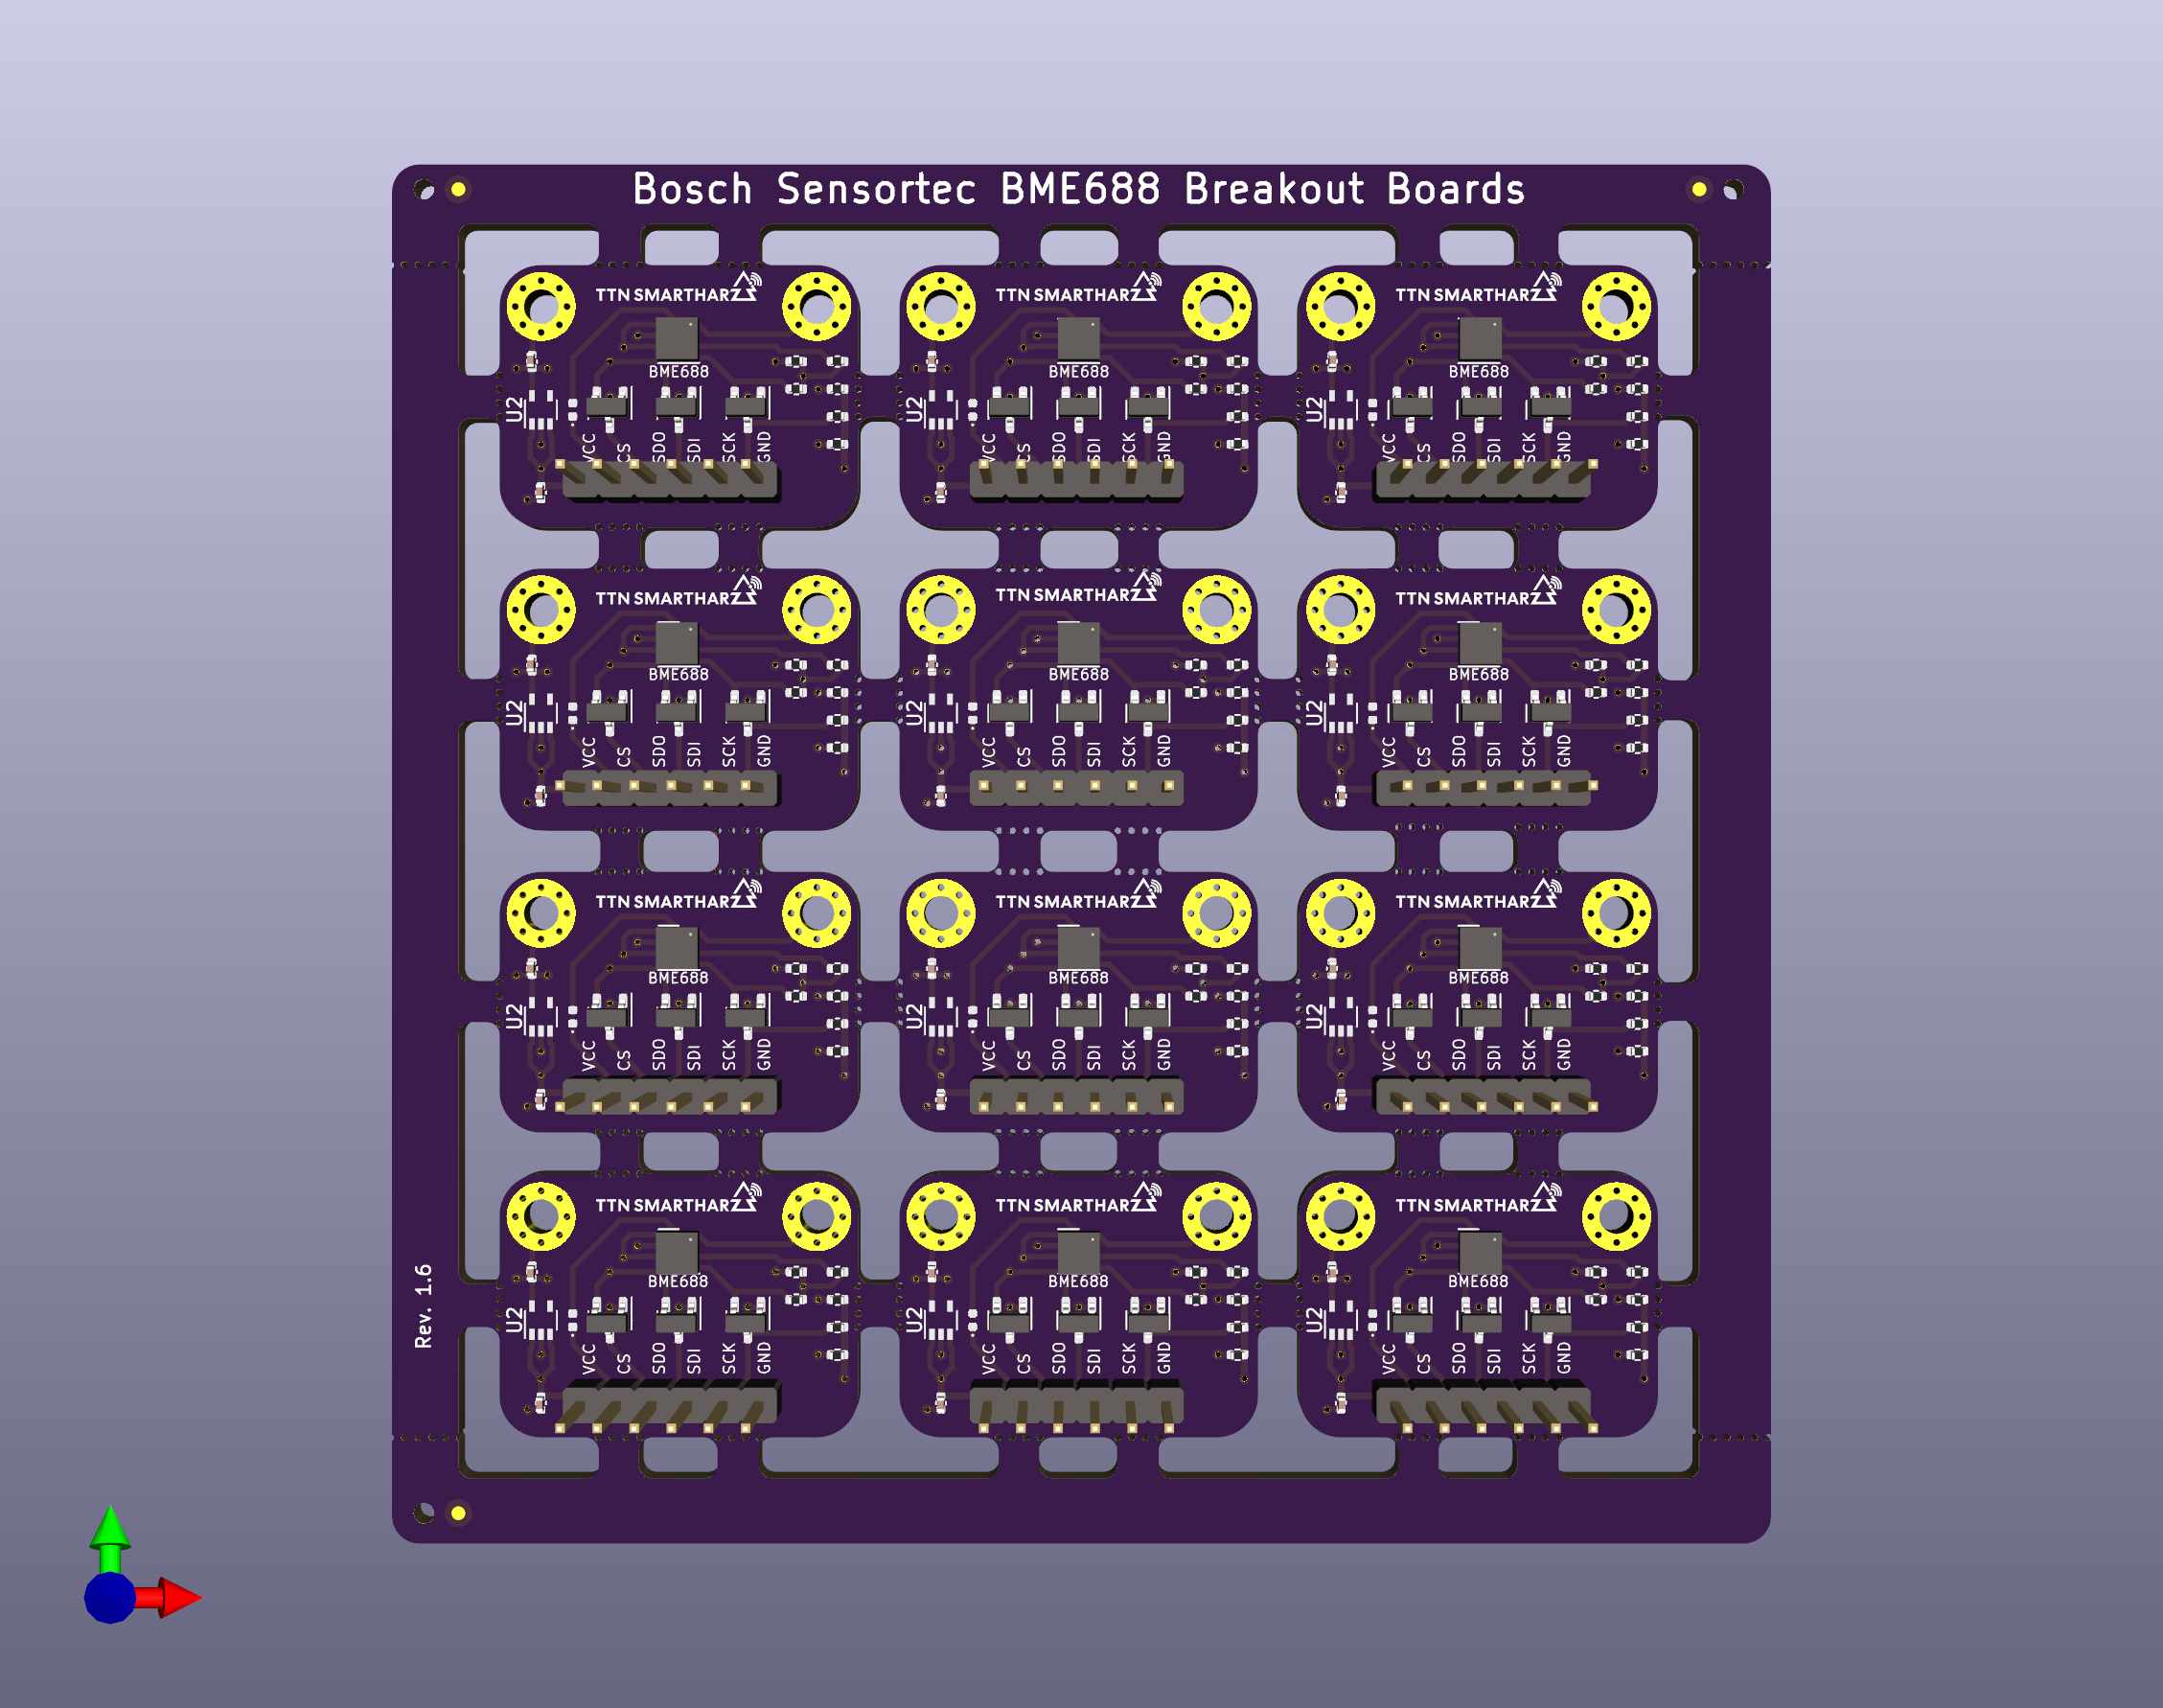 Bosch Sensortec BME688 Breakout Boards
TTN SMARTHARZ
BME688
U2
VCC CS SDO SDI SCK GND
TTN SMARTHARZ
BME688
U2
VCC CS SDO SDI SCK GND
TTN SMARTHARZ
BME688
U2
VCC CS SDO SDI SCK GND
TTN SMARTHARZ
BME688
U2
VCC CS SDO SDI SCK GND
TTN SMARTHARZ
BME688
U2
VCC CS SDO SDI SCK GND
TTN SMARTHARZ
BME688
U2
VCC CS SDO SDI SCK GND
TTN SMARTHARZ
BME688
U2
VCC CS SDO SDI SCK GND
TTN SMARTHARZ
BME688
U2
VCC CS SDO SDI SCK GND
TTN SMARTHARZ
BME688
U2
VCC CS SDO SDI SCK GND
Rev. 1.6
TTN SMARTHARZ
BME688
U2
VCC CS SDO SDI SCK GND
TTN SMARTHARZ
BME688
U2
VCC CS SDO SDI SCK GND
TTN SMARTHARZ
BME688
U2
VCC CS SDO SDI SCK GND